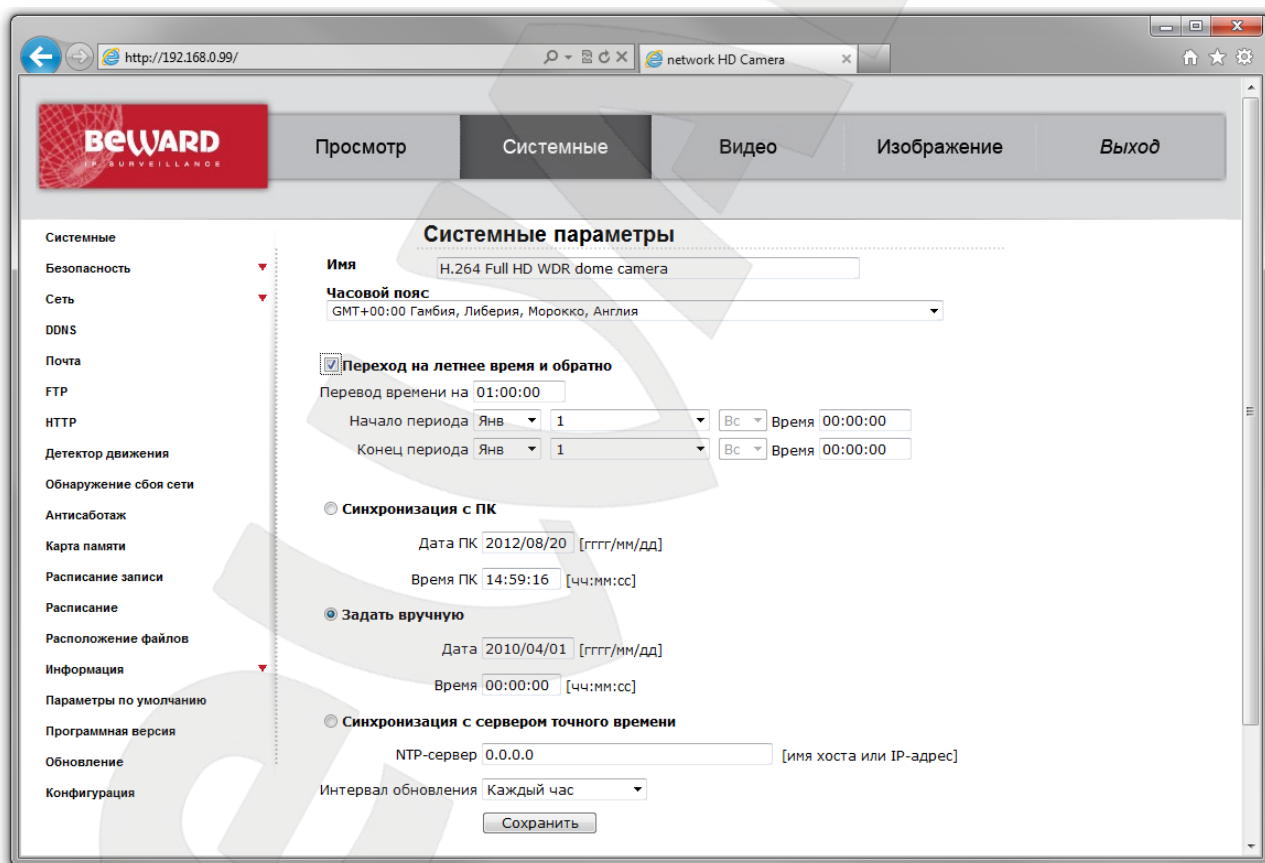 http://192.168.0.99/
network HD Camera
BEWARD
IP SURVEILLANCE
Просмотр
Системные
Видео
Изображение
Выход
Системные
Безопасность
Сеть
DDNS
Почта
FTP
HTTP
Детектор движения
Обнаружение сбоя сети
Антисаботаж
Карта памяти
Расписание записи
Расписание
Расположение файлов
Информация
Параметры по умолчанию
Программная версия
Обновление
Конфигурация
Системные параметры
Имя H.264 Full HD WDR dome camera
Часовой пояс
GMT+00:00 Гамбия, Либерия, Морокко, Англия
Переход на летнее время и обратно
Перевод времени на 01:00:00
Начало периода Янв 1 Вс Время 00:00:00
Конец периода Янв 1 Вс Время 00:00:00
Синхронизация с ПК
Дата ПК 2012/08/20 [гггг/мм/дд]
Время ПК 14:59:16 [чч:мм:сс]
Задать вручную
Дата 2010/04/01 [гггг/мм/дд]
Время 00:00:00 [чч:мм:сс]
Синхронизация с сервером точного времени
NTP-сервер 0.0.0.0 [имя хоста или IP-адрес]
Интервал обновления Каждый час
Сохранить